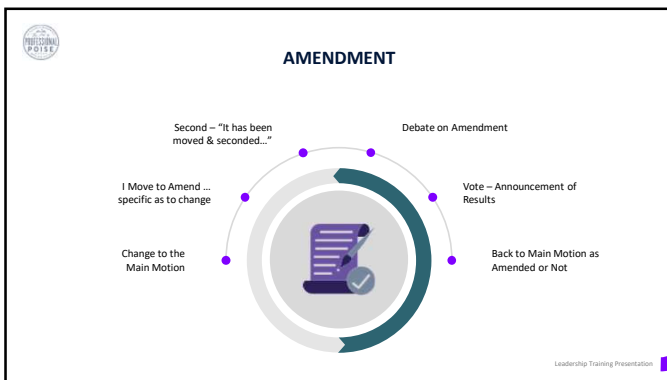 PROFESSIONAL
POISE
AMENDMENT
Change to the
Main Motion
I Move to Amend …
specific as to change
Second – “It has been
moved & seconded…”
Debate on Amendment
Vote – Announcement of
Results
Back to Main Motion as
Amended or Not
Leadership Training Presentation